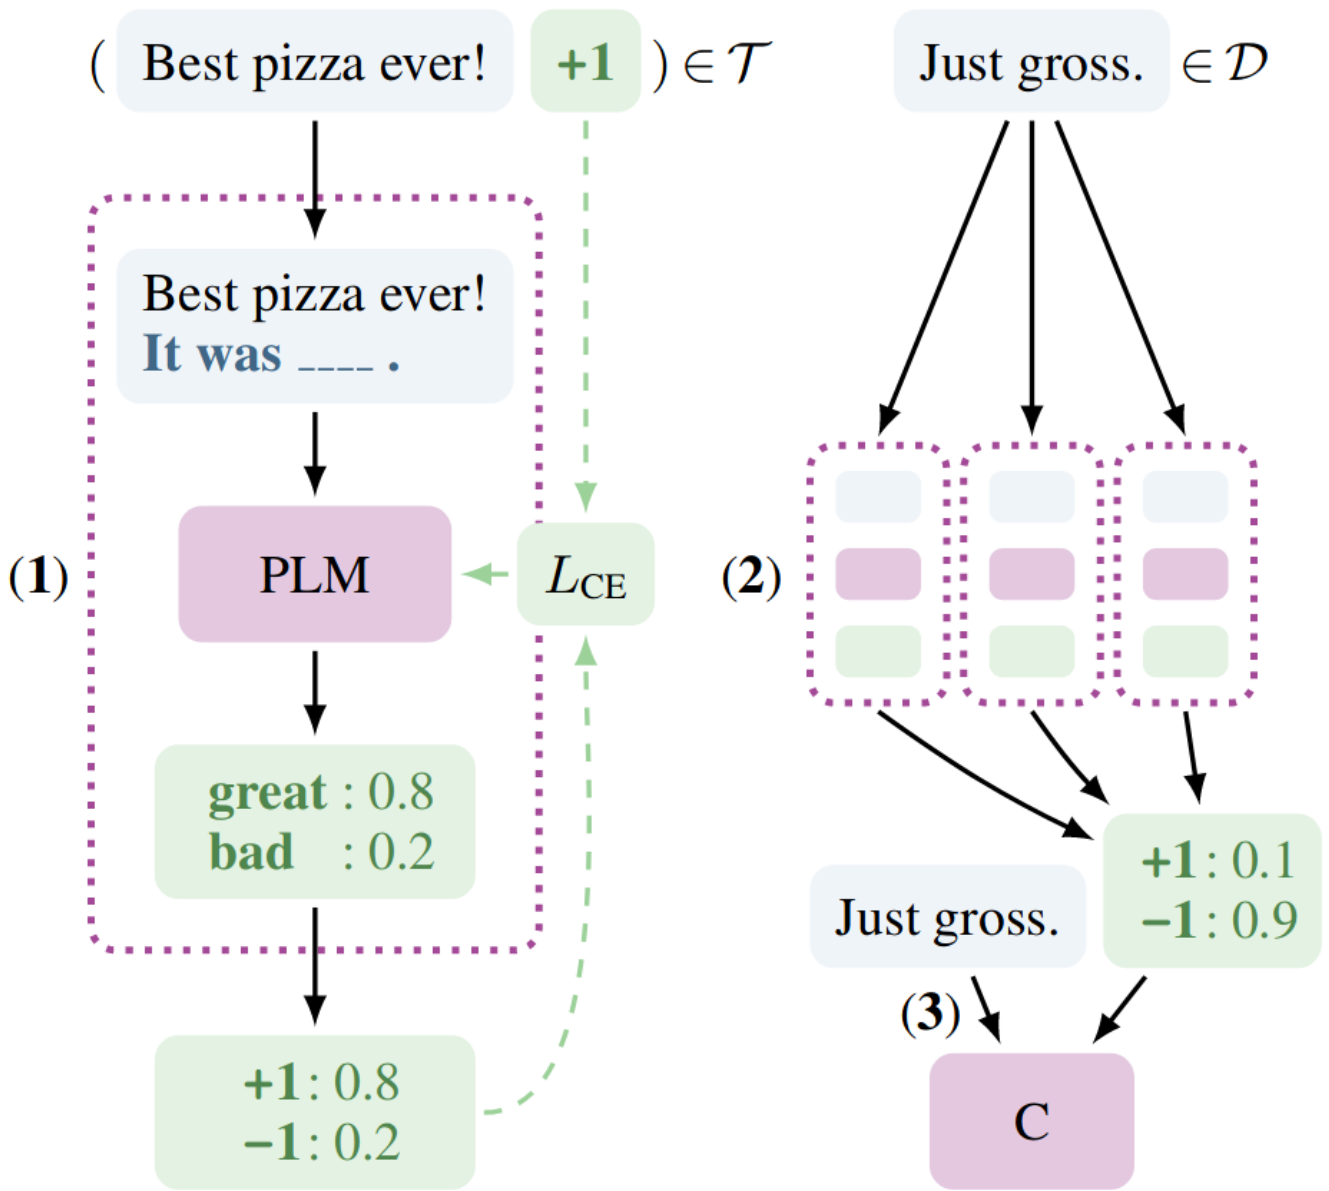 ( Best pizza ever! +1 ) ∈ 𝒯
Best pizza ever!
It was ____ .
(1)
PLM
L_CE
great : 0.8
bad : 0.2
+1 : 0.8
−1 : 0.2
Just gross. ∈ 𝒟
(2)
+1 : 0.1
−1 : 0.9
Just gross.
(3)
C